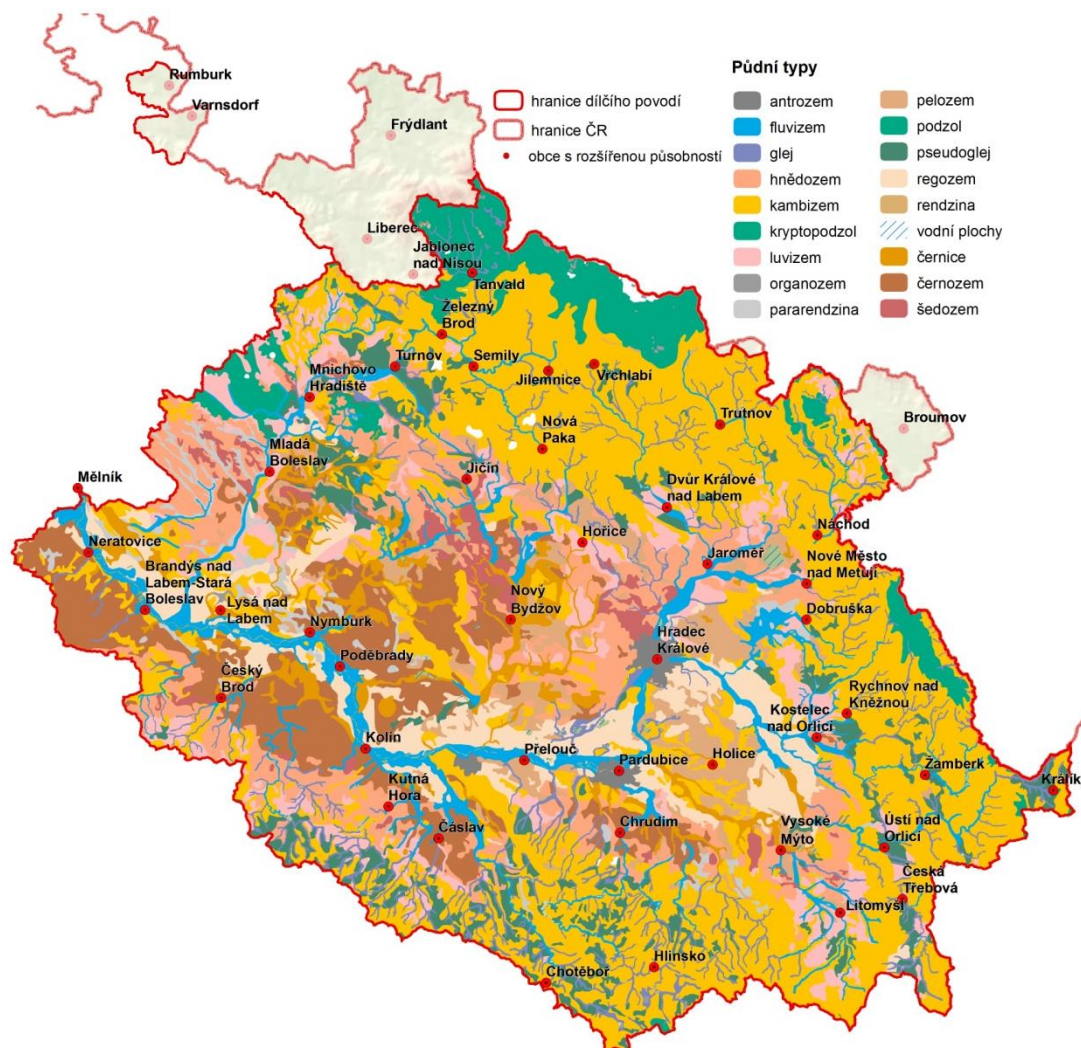 Rumburk
Varnsdorf
Frýdlant
Liberec
Jablonec
nad Nisou
Tanvald
Železný
Brod
Turnov
Semily
Mnichovo
Hradiště
Jilemnice
Vrchlabí
Trutnov
Broumov
Nová
Paka
Mladá
Boleslav
Jičín
Mělník
Dvůr Králové
nad Labem
Hořice
Náchod
Jaroměř
Nové Město
nad Metují
Neratovice
Brandýs nad
Labem-Stará
Boleslav
Lysá nad
Labem
Nymburk
Nový
Bydžov
Dobruška
Hradec
Králové
Poděbrady
Český
Brod
Rychnov nad
Kněžnou
Kostelec
nad Orlicí
Kolín
Přelouč
Pardubice
Holice
Žamberk
Králík
Kutná
Hora
Čáslav
Chrudim
Vysoké
Mýto
Ústí nad
Orlicí
Česká
Třebová
Litomyšl
Hlinsko
Chotěboř
hranice dílčího povodí
hranice ČR
obce s rozšířenou působností
Půdní typy
antrozem
fluvizem
glej
hnědozem
kambizem
kryptopodzol
luvizem
organozem
pararendzina
pelozem
podzol
pseudoglej
regozem
rendzina
vodní plochy
černice
černozem
šedozem